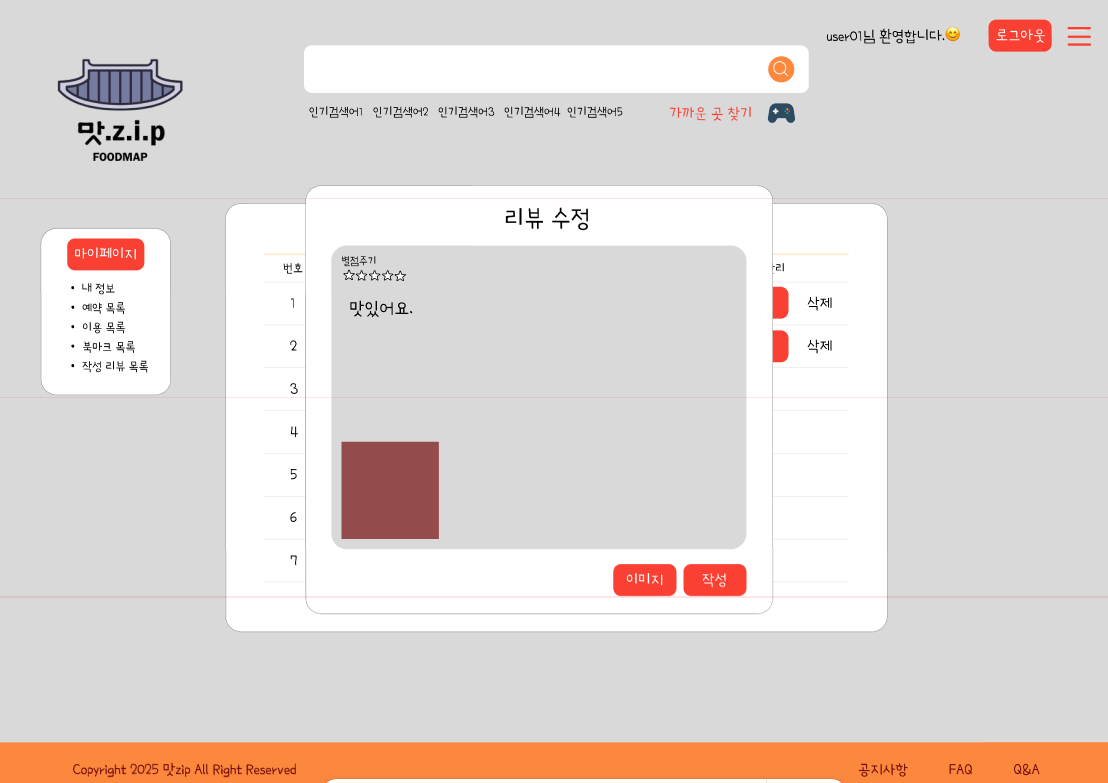 user01님 환영합니다.😊
로그아웃
인기검색어1 인기검색어2 인기검색어3 인기검색어4 인기검색어5
가까운 곳 찾기
맛.z.i.p
FOODMAP
마이페이지
• 내 정보
• 예약 목록
• 이용 목록
• 북마크 목록
• 작성 리뷰 목록
리뷰 수정
별점주기
☆☆☆☆☆
맛있어요.
이미지
작성
번호
1
삭제
2
삭제
3
4
5
6
7
Copyright 2025 맛zip All Right Reserved
공지사항
FAQ
Q&A